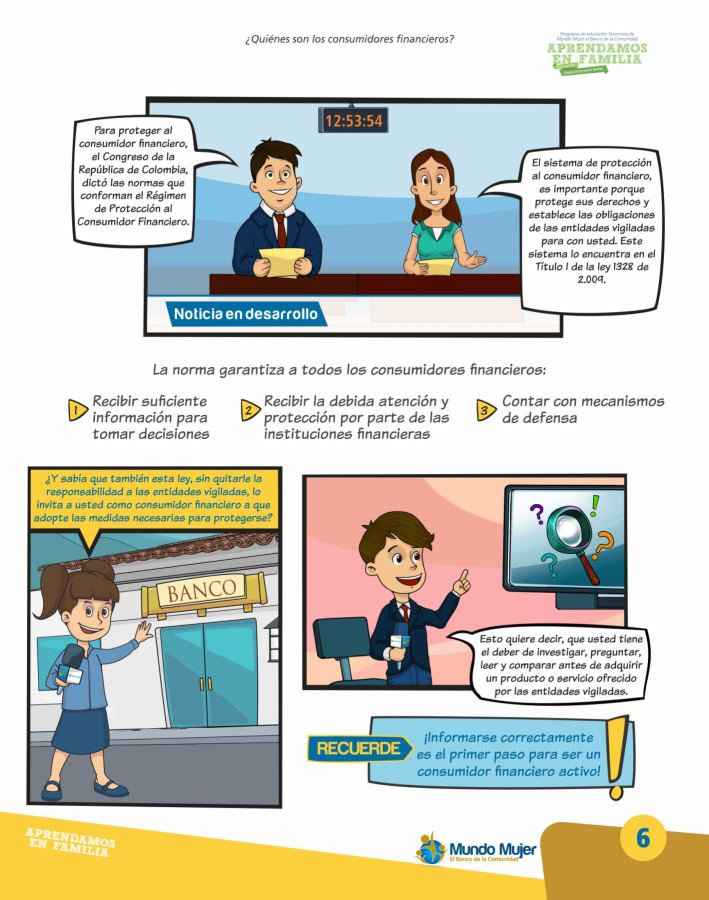 ¿Quiénes son los consumidores financieros?
Programa de educación financiera de
Mundo Mujer el Banco de la Comunidad
APRENDAMOS
EN FAMILIA
12:53:54
Para proteger al
consumidor financiero,
el Congreso de la
República de Colombia,
dictó las normas que
conforman el Régimen
de Protección al
Consumidor Financiero.
El sistema de protección
al consumidor financiero,
es importante porque
protege sus derechos y
establece las obligaciones
de las entidades vigiladas
para con usted. Este
sistema lo encuentra en el
Título I de la ley 1328 de
2.009.
Noticia en desarrollo
La norma garantiza a todos los consumidores financieros:
1 Recibir suficiente
información para
tomar decisiones
2 Recibir la debida atención y
protección por parte de las
instituciones financieras
3 Contar con mecanismos
de defensa
¿Y sabía que también esta ley, sin quitarle la
responsabilidad a las entidades vigiladas, lo
invita a usted como consumidor financiero a que
adopte las medidas necesarias para protegerse?
BANCO
? ! ? ?
Esto quiere decir, que usted tiene
el deber de investigar, preguntar,
leer y comparar antes de adquirir
un producto o servicio ofrecido
por las entidades vigiladas.
RECUERDE
¡Informarse correctamente
es el primer paso para ser un
consumidor financiero activo!
!
APRENDAMOS
EN FAMILIA
Mundo Mujer
El Banco de la Comunidad
6